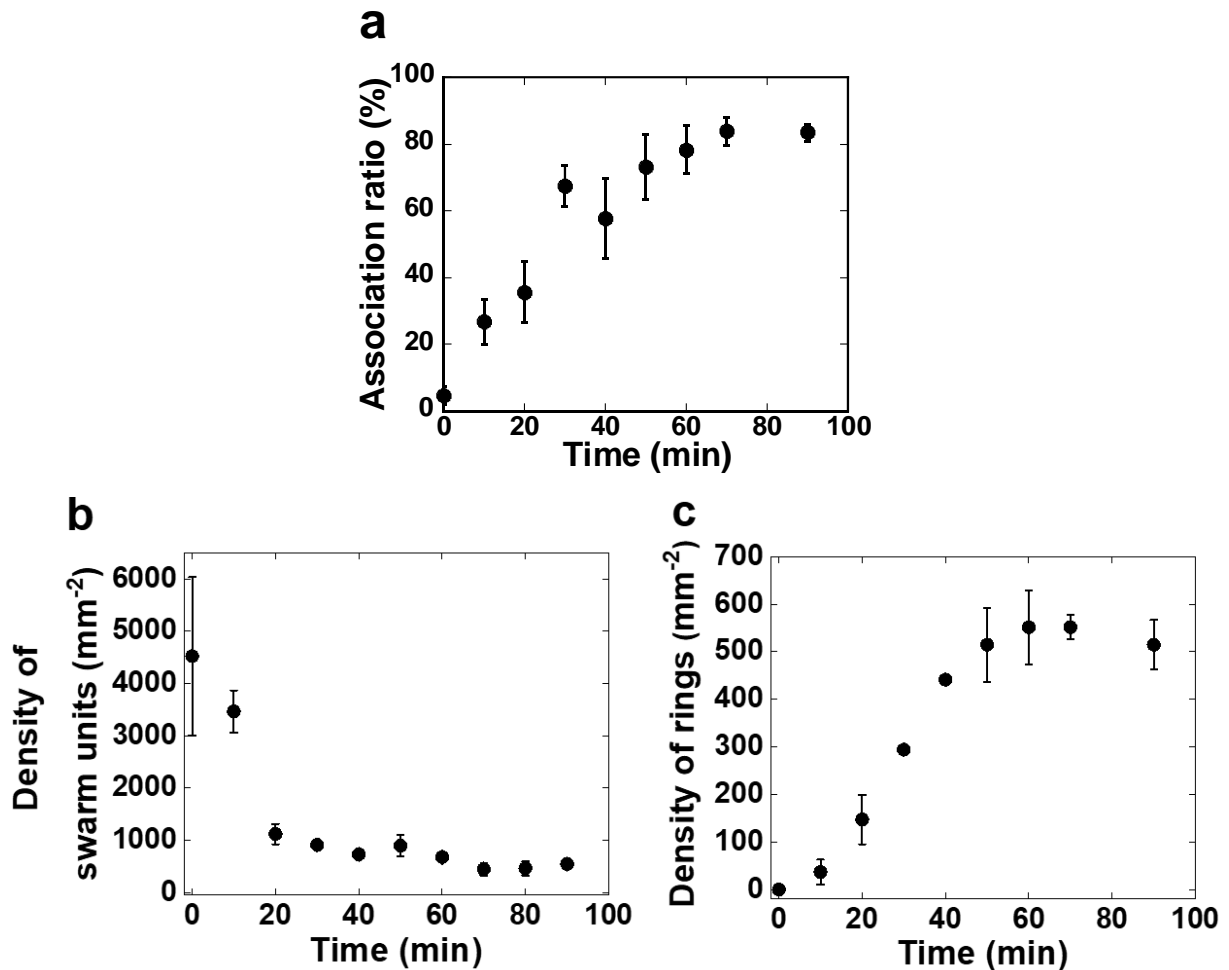 a
Association ratio (%)
100
80
60
40
20
0
0 20 40 60 80 100
Time (min)
b
Density of
swarm units (mm-2)
6000
5000
4000
3000
2000
1000
0
0 20 40 60 80 100
Time (min)
c
Density of rings (mm-2)
700
600
500
400
300
200
100
0
0 20 40 60 80 100
Time (min)